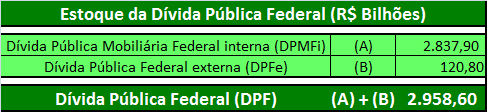 Estoque da Dívida Pública Federal (R$ Bilhões)
Dívida Pública Mobiliária Federal interna (DPMFi) (A) 2.837,90
Dívida Pública Federal externa (DPFe) (B) 120,80
Dívida Pública Federal (DPF) (A) + (B) 2.958,60